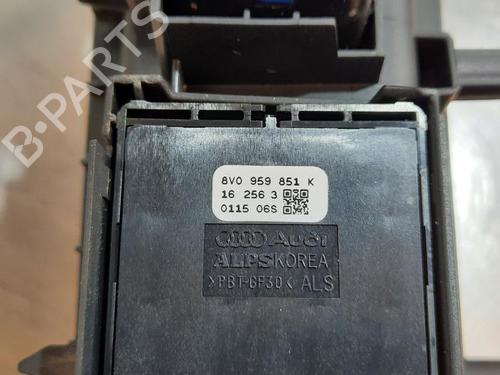 B-PARTS
8V0 959 851 K
16 256 3
0115 06S
Audi
ALPS KOREA
>PBT-GF30< ALS